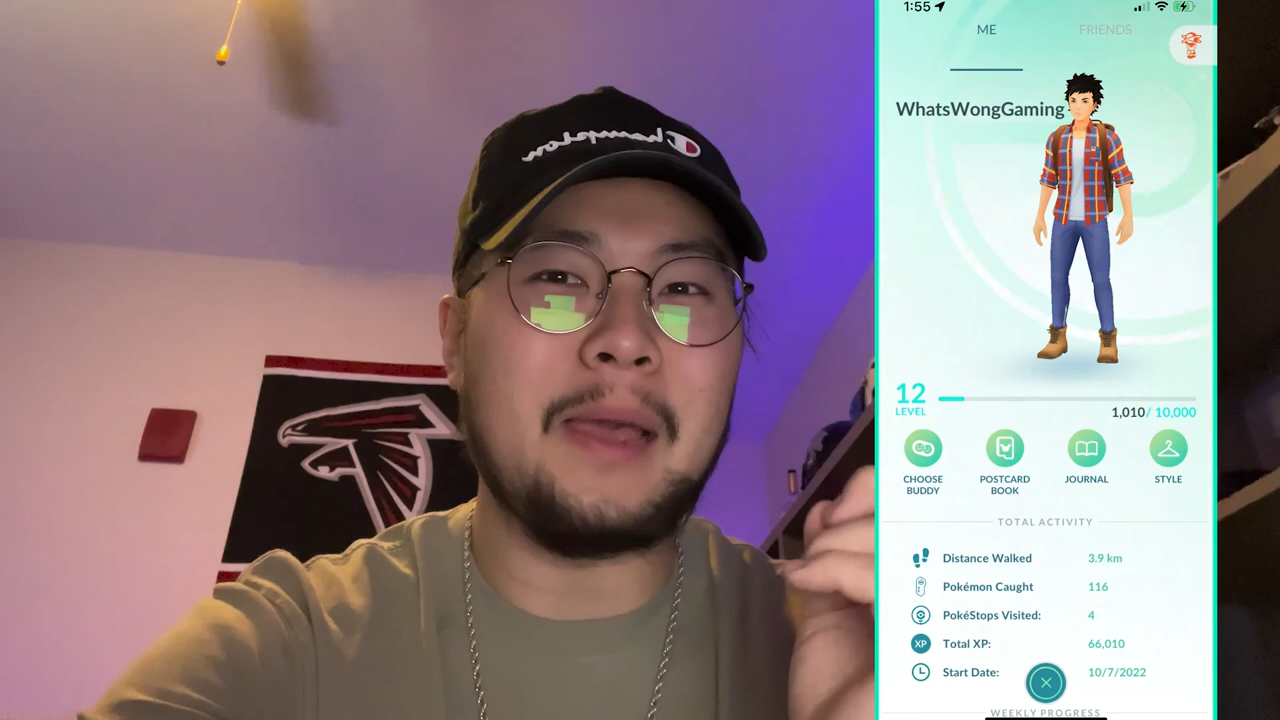 Champion
1:55
ME
FRIENDS
WhatsWongGaming
12
LEVEL
1,010 / 10,000
CHOOSE BUDDY
POSTCARD BOOK
JOURNAL
STYLE
TOTAL ACTIVITY
Distance Walked 3.9 km
Pokémon Caught 116
PokéStops Visited: 4
XP Total XP: 66,010
Start Date: 10/7/2022
WEEKLY PROGRESS